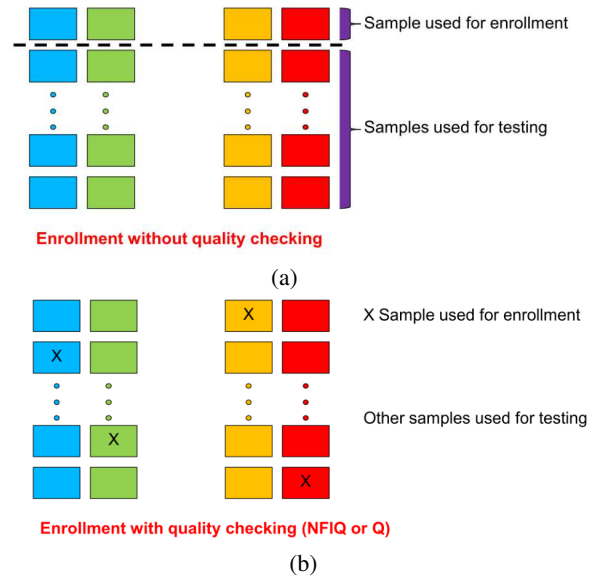 Sample used for enrollment
Samples used for testing
Enrollment without quality checking
(a)
X
X Sample used for enrollment
X
Other samples used for testing
X
X
Enrollment with quality checking (NFIQ or Q)
(b)